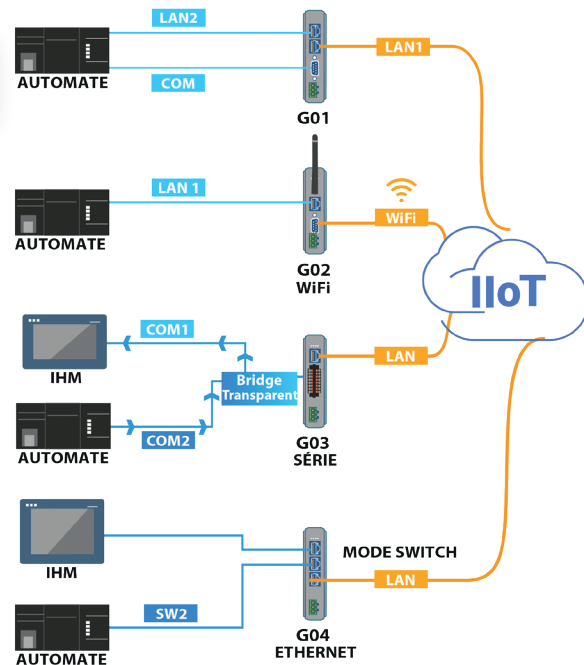 LAN2
LAN1
AUTOMATE
COM
G01
LAN 1
WiFi
AUTOMATE
G02
WiFi
IIoT
COM1
LAN
IHM
Bridge
Transparent
COM2
AUTOMATE
G03
SÉRIE
MODE SWITCH
IHM
LAN
SW2
G04
AUTOMATE
ETHERNET